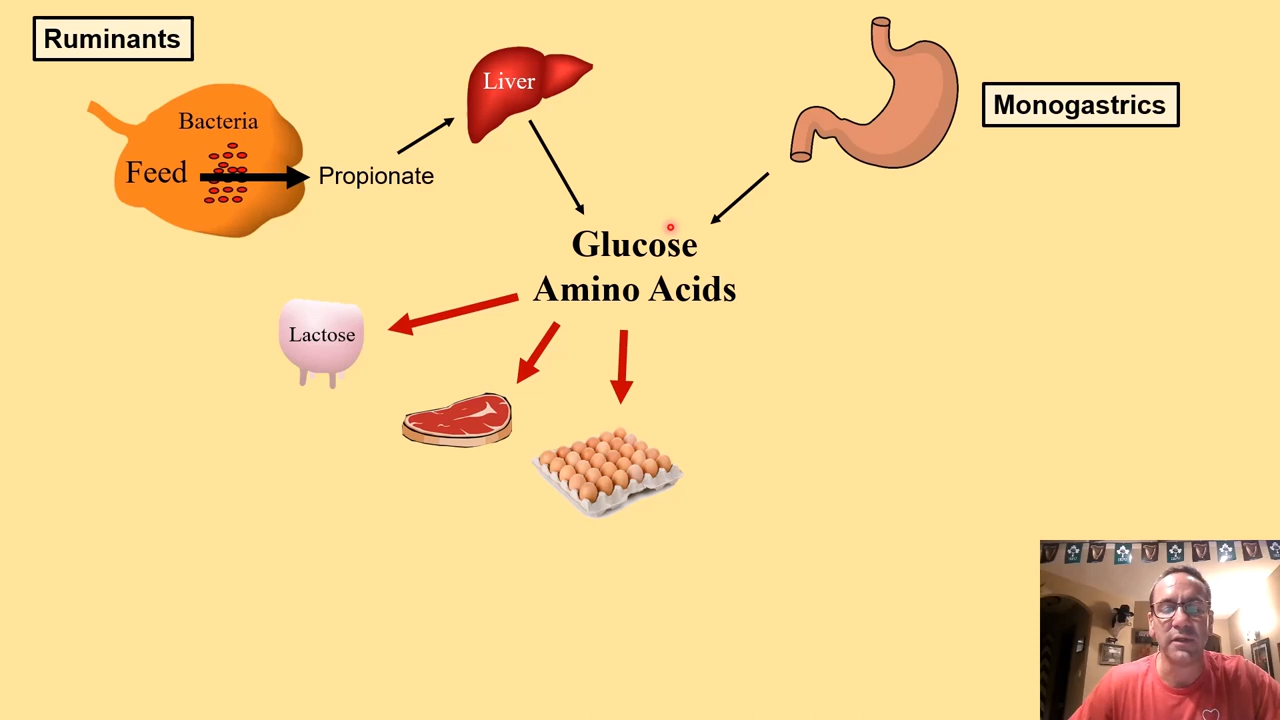 Ruminants
Bacteria
Feed
Propionate
Liver
Monogastrics
Glucose
Amino Acids
Lactose